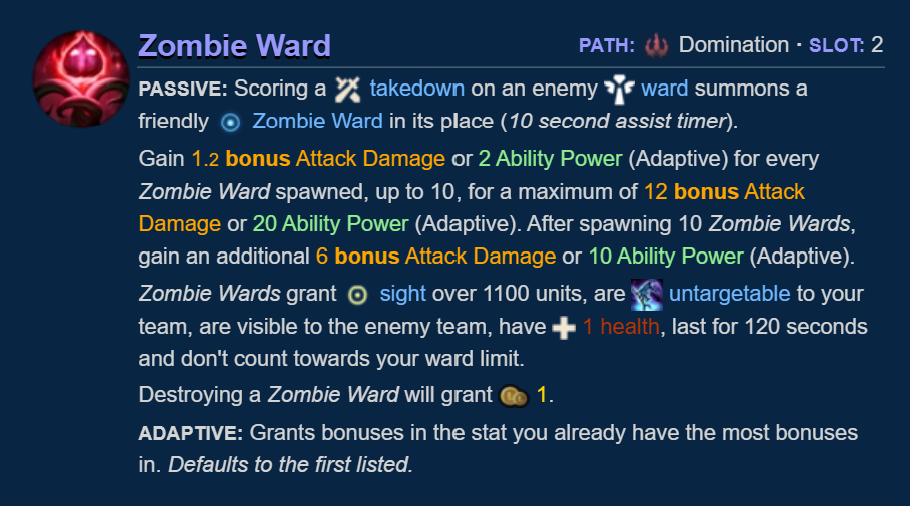 Zombie Ward PATH: Domination · SLOT: 2
PASSIVE: Scoring a takedown on an enemy ward summons a
friendly Zombie Ward in its place (10 second assist timer).
Gain 1.2 bonus Attack Damage or 2 Ability Power (Adaptive) for every
Zombie Ward spawned, up to 10, for a maximum of 12 bonus Attack
Damage or 20 Ability Power (Adaptive). After spawning 10 Zombie Wards,
gain an additional 6 bonus Attack Damage or 10 Ability Power (Adaptive).
Zombie Wards grant sight over 1100 units, are untargetable to your
team, are visible to the enemy team, have 1 health, last for 120 seconds
and don't count towards your ward limit.
Destroying a Zombie Ward will grant 1.
ADAPTIVE: Grants bonuses in the stat you already have the most bonuses
in. Defaults to the first listed.